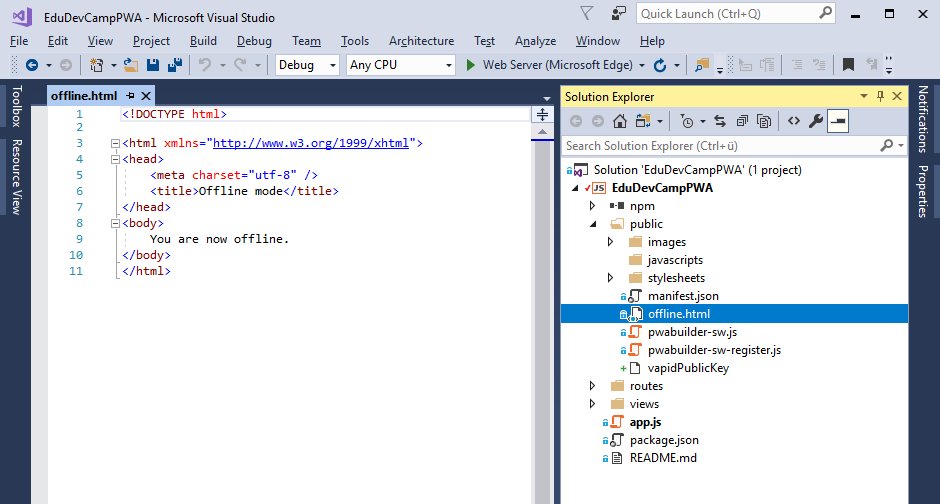 EduDevCampPWA - Microsoft Visual Studio
Quick Launch (Ctrl+Q)
File Edit View Project Build Debug Team Tools Architecture Test Analyze Window Help
Debug Any CPU Web Server (Microsoft Edge)
Toolbox
Resource View
offline.html
1 <!DOCTYPE html>
2
3 <html xmlns="http://www.w3.org/1999/xhtml">
4 <head>
5 <meta charset="utf-8" />
6 <title>Offline mode</title>
7 </head>
8 <body>
9 You are now offline.
10 </body>
11 </html>
Solution Explorer
Search Solution Explorer (Ctrl+ü)
Solution 'EduDevCampPWA' (1 project)
JS EduDevCampPWA
npm
public
images
javascripts
stylesheets
manifest.json
offline.html
pwabuilder-sw.js
pwabuilder-sw-register.js
vapidPublicKey
routes
views
app.js
package.json
README.md
Notifications
Properties